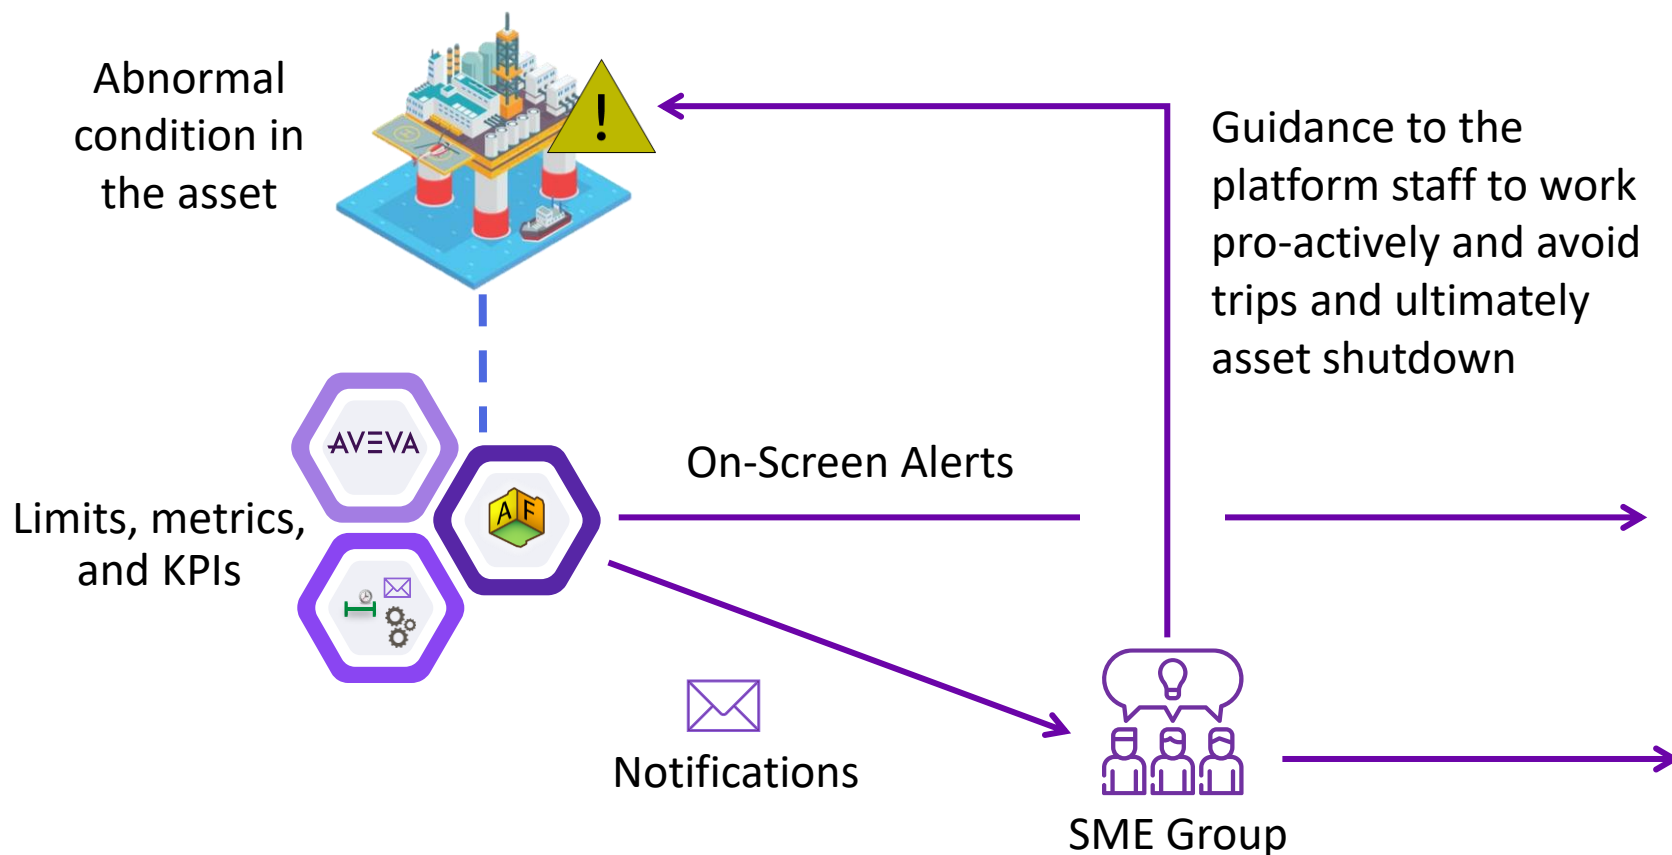 Abnormal
condition in
the asset
!
Guidance to the
platform staff to work
pro-actively and avoid
trips and ultimately
asset shutdown
AVEVA
On-Screen Alerts
A F
Limits, metrics,
and KPIs
Notifications
SME Group